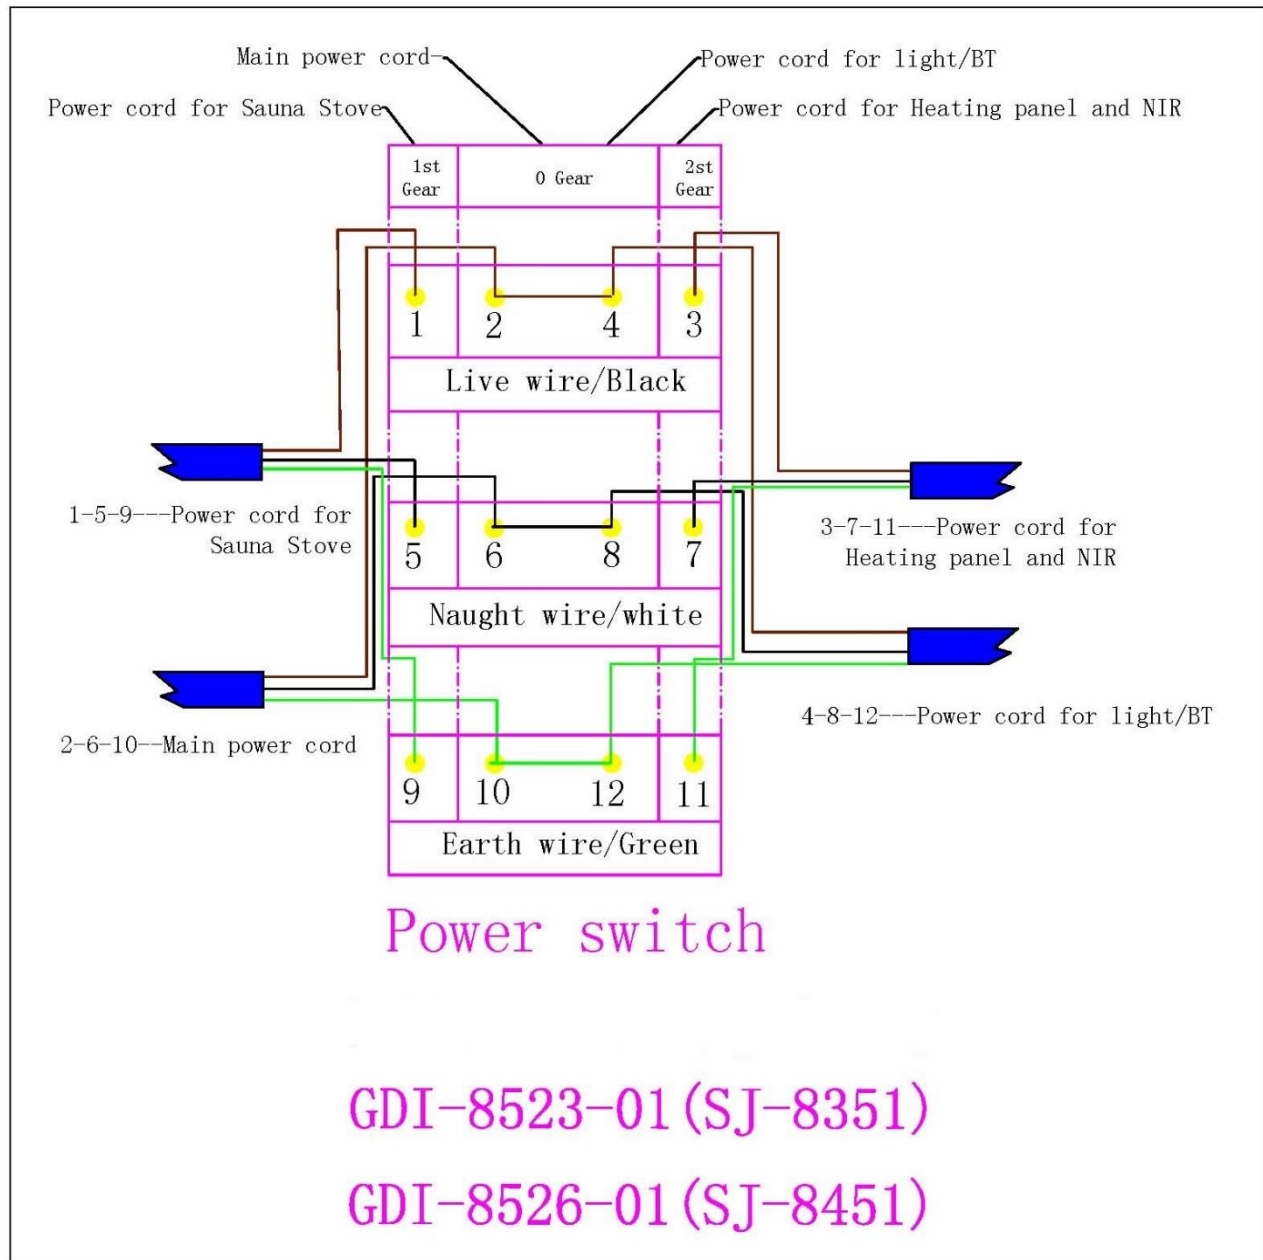 Main power cord
Power cord for light/BT
Power cord for Sauna Stove
Power cord for Heating panel and NIR
1st
Gear
0 Gear
2st
Gear
1
2
4
3
Live wire/Black
1-5-9---Power cord for
Sauna Stove
3-7-11---Power cord for
Heating panel and NIR
5
6
8
7
Naught wire/white
2-6-10--Main power cord
4-8-12---Power cord for light/BT
9
10
12
11
Earth wire/Green
Power switch
GDI-8523-01(SJ-8351)
GDI-8526-01(SJ-8451)